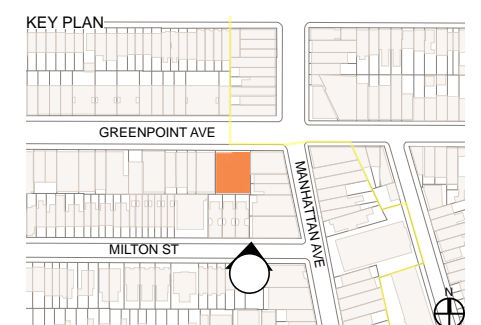 KEY PLAN
GREENPOINT AVE
MANHATTAN AVE
MILTON ST
N